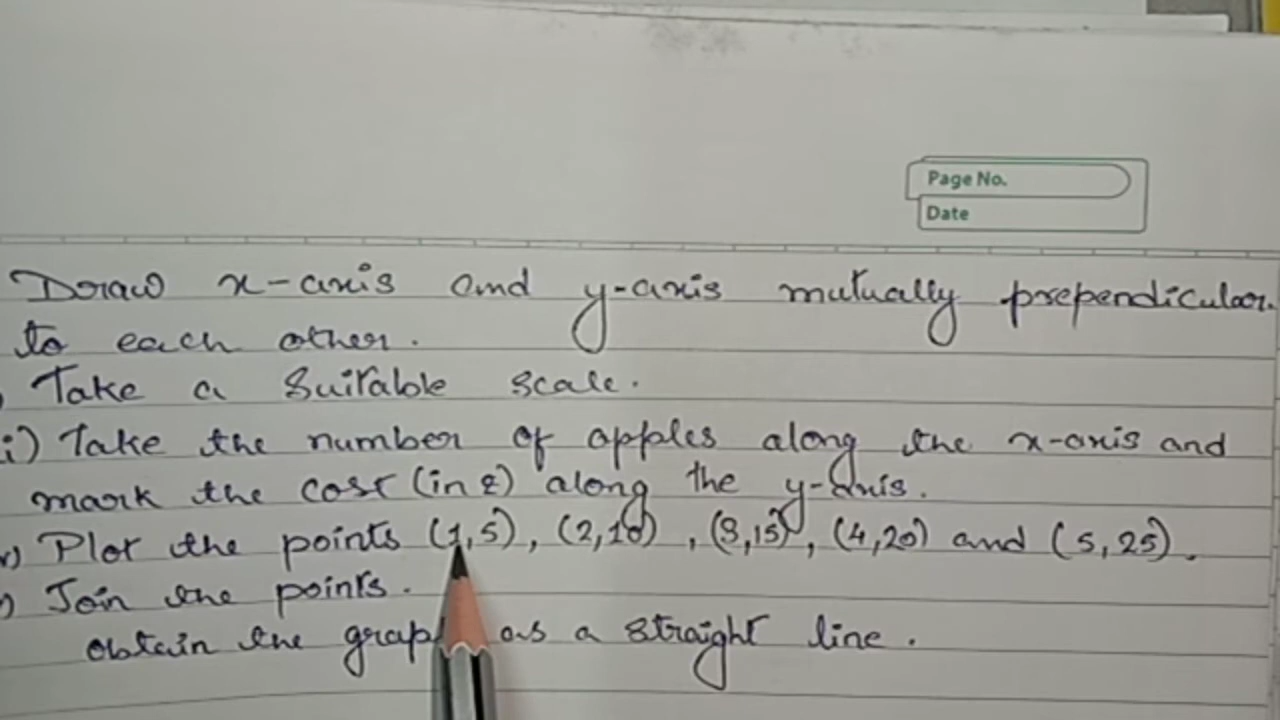 Page No.
Date
Draw x-axis and y-axis mutually prependicular
to each other.
Take a Suitable scale.
i) Take the number of apples along the x-axis and
mark the cost (in ₹) along the y-axis.
v) Plot the points (1,5), (2,10), (3,15), (4,20) and (5,25).
) Join the points.
obtain the graph as a straight line.